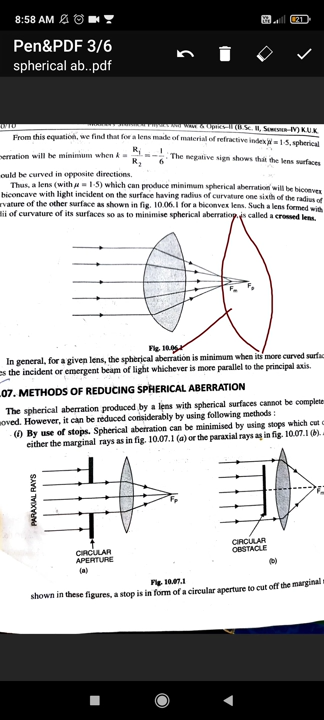 8:58 AM
21
Pen&PDF 3/6
spherical ab..pdf
Optics-II (B.Sc. II, SEMESTER-IV) K.U.K.
From this equation, we find that for a lens made of material of refractive index μ = 1·5, spherical
berration will be minimum when k = R1/R2 = – 1/6 . The negative sign shows that the lens surfaces
ould be curved in opposite directions.
Thus, a lens (with μ = 1·5) which can produce minimum spherical aberration will be biconvex
biconcave with light incident on the surface having radius of curvature one sixth of the radius of
rvature of the other surface as shown in fig. 10.06.1 for a biconvex lens. Such a lens formed with
dii of curvature of its surfaces so as to minimise spherical aberration, is called a crossed lens.
Fm Fp
Fig. 10.06.1
In general, for a given lens, the spherical aberration is minimum when its more curved surfac
es the incident or emergent beam of light whichever is more parallel to the principal axis.
.07. METHODS OF REDUCING SPHERICAL ABERRATION
The spherical aberration produced by a lens with spherical surfaces cannot be complete
oved. However, it can be reduced considerably by using following methods :
(i) By use of stops. Spherical aberration can be minimised by using stops which cut o
either the marginal rays as in fig. 10.07.1 (a) or the paraxial rays as in fig. 10.07.1 (b).
PARAXIAL RAYS
FP
CIRCULAR
APERTURE
(a)
CIRCULAR
OBSTACLE
(b)
Fig. 10.07.1
shown in these figures, a stop is in form of a circular aperture to cut off the marginal